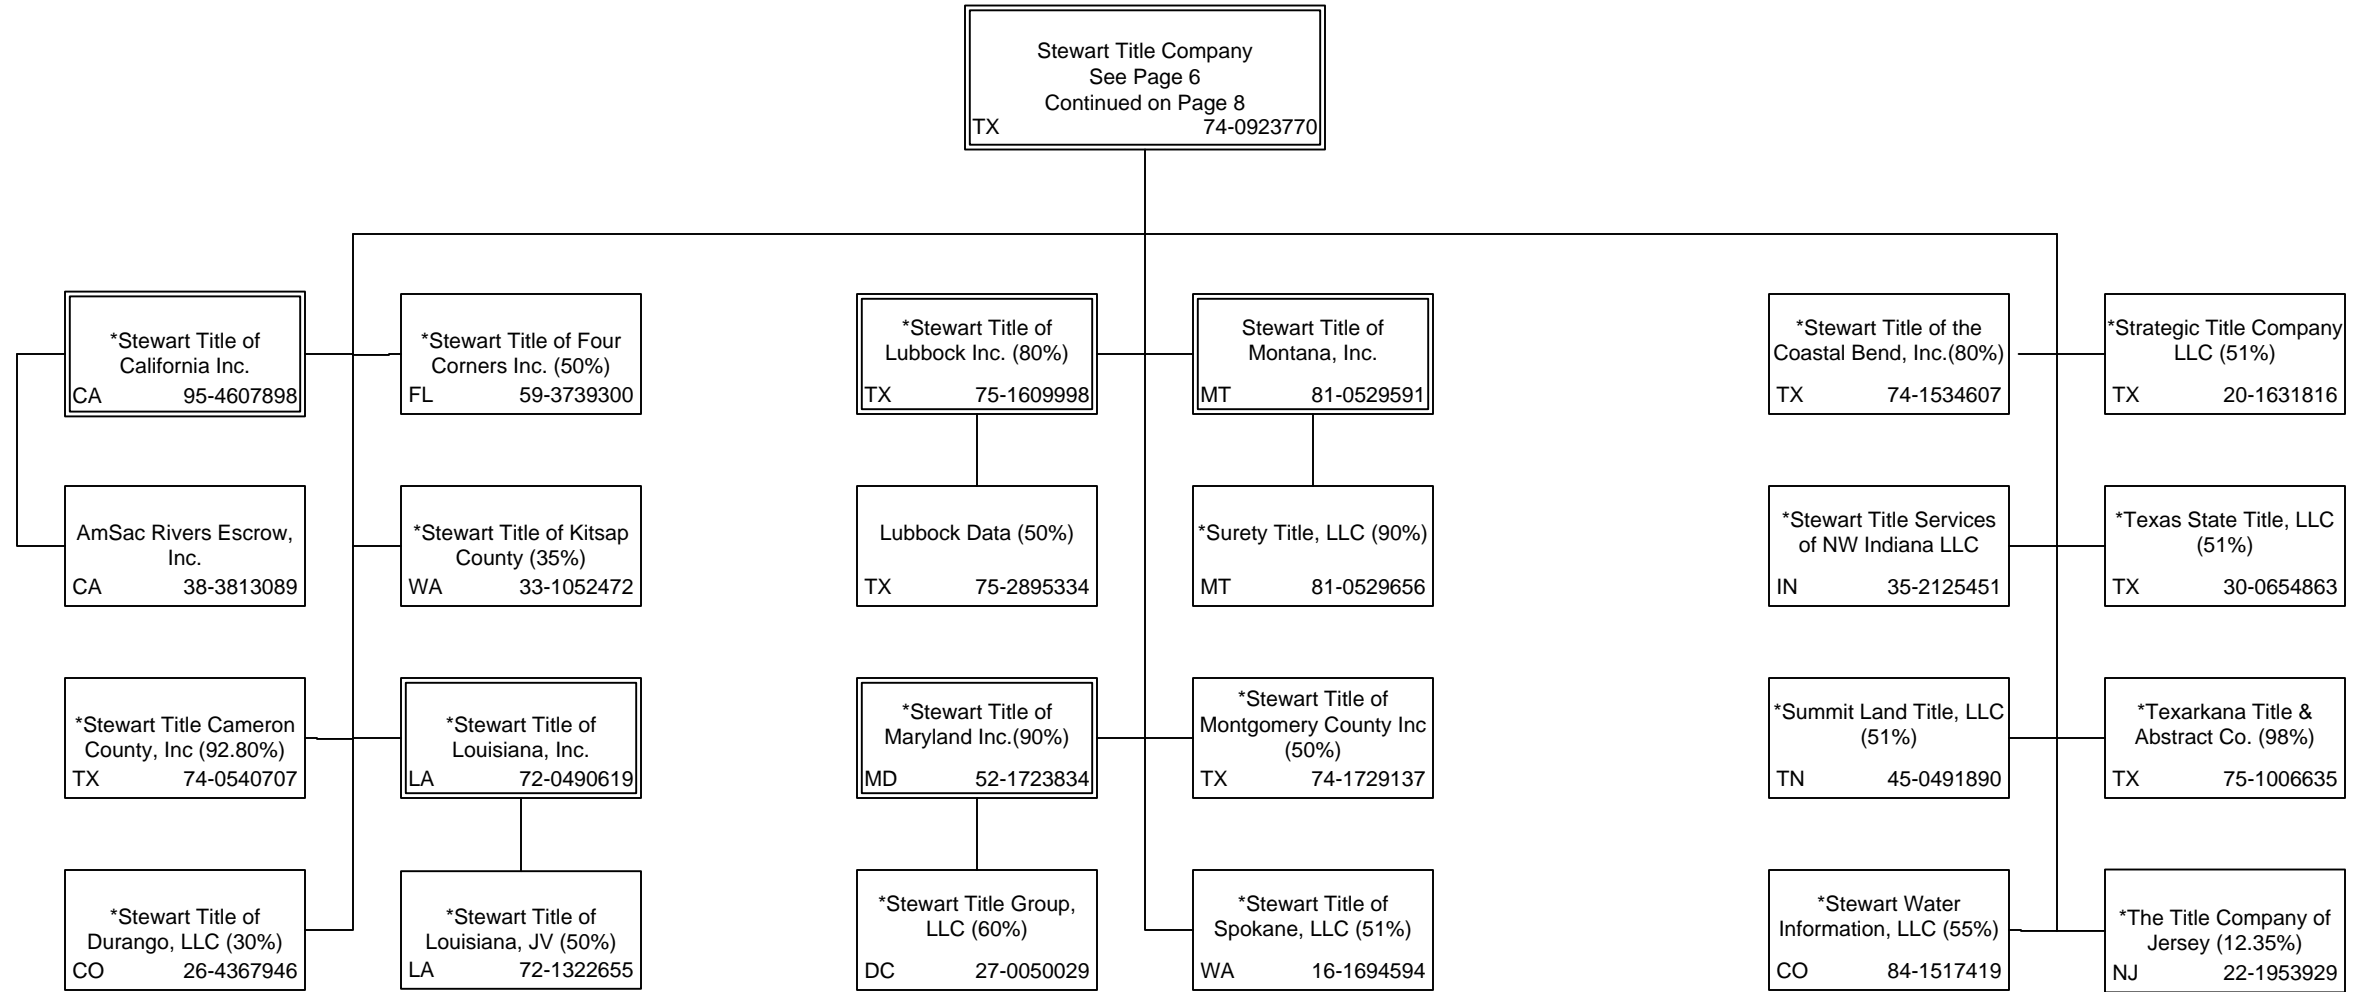 Stewart Title Company
See Page 6
Continued on Page 8
TX 74-0923770
*Stewart Title of
California Inc.
CA 95-4607898
*Stewart Title of Four
Corners Inc. (50%)
FL 59-3739300
*Stewart Title of
Lubbock Inc. (80%)
TX 75-1609998
Stewart Title of
Montana, Inc.
MT 81-0529591
*Stewart Title of the
Coastal Bend, Inc.(80%)
TX 74-1534607
*Strategic Title Company
LLC (51%)
TX 20-1631816
AmSac Rivers Escrow,
Inc.
CA 38-3813089
*Stewart Title of Kitsap
County (35%)
WA 33-1052472
Lubbock Data (50%)
TX 75-2895334
*Surety Title, LLC (90%)
MT 81-0529656
*Stewart Title Services
of NW Indiana LLC
IN 35-2125451
*Texas State Title, LLC
(51%)
TX 30-0654863
*Stewart Title Cameron
County, Inc (92.80%)
TX 74-0540707
*Stewart Title of
Louisiana, Inc.
LA 72-0490619
*Stewart Title of
Maryland Inc.(90%)
MD 52-1723834
*Stewart Title of
Montgomery County Inc
(50%)
TX 74-1729137
*Summit Land Title, LLC
(51%)
TN 45-0491890
*Texarkana Title &
Abstract Co. (98%)
TX 75-1006635
*Stewart Title of
Durango, LLC (30%)
CO 26-4367946
*Stewart Title of
Louisiana, JV (50%)
LA 72-1322655
*Stewart Title Group,
LLC (60%)
DC 27-0050029
*Stewart Title of
Spokane, LLC (51%)
WA 16-1694594
*Stewart Water
Information, LLC (55%)
CO 84-1517419
*The Title Company of
Jersey (12.35%)
NJ 22-1953929